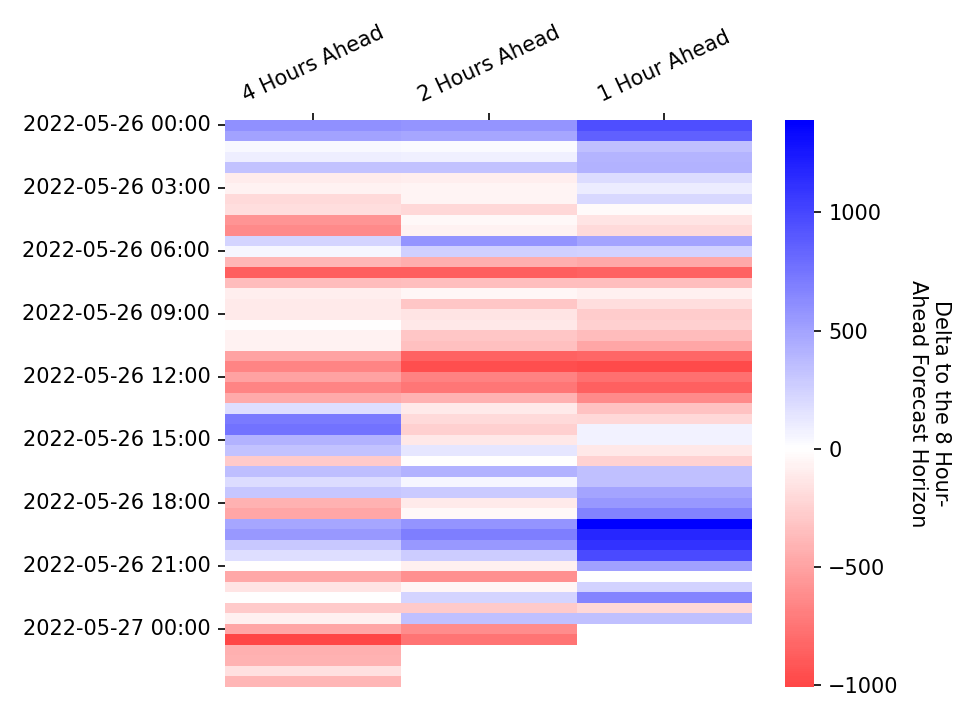 4 Hours Ahead
2 Hours Ahead
1 Hour Ahead
2022-05-26 00:00
2022-05-26 03:00
2022-05-26 06:00
2022-05-26 09:00
2022-05-26 12:00
2022-05-26 15:00
2022-05-26 18:00
2022-05-26 21:00
2022-05-27 00:00
1000
500
0
−500
−1000
Delta to the 8 Hour-
Ahead Forecast Horizon